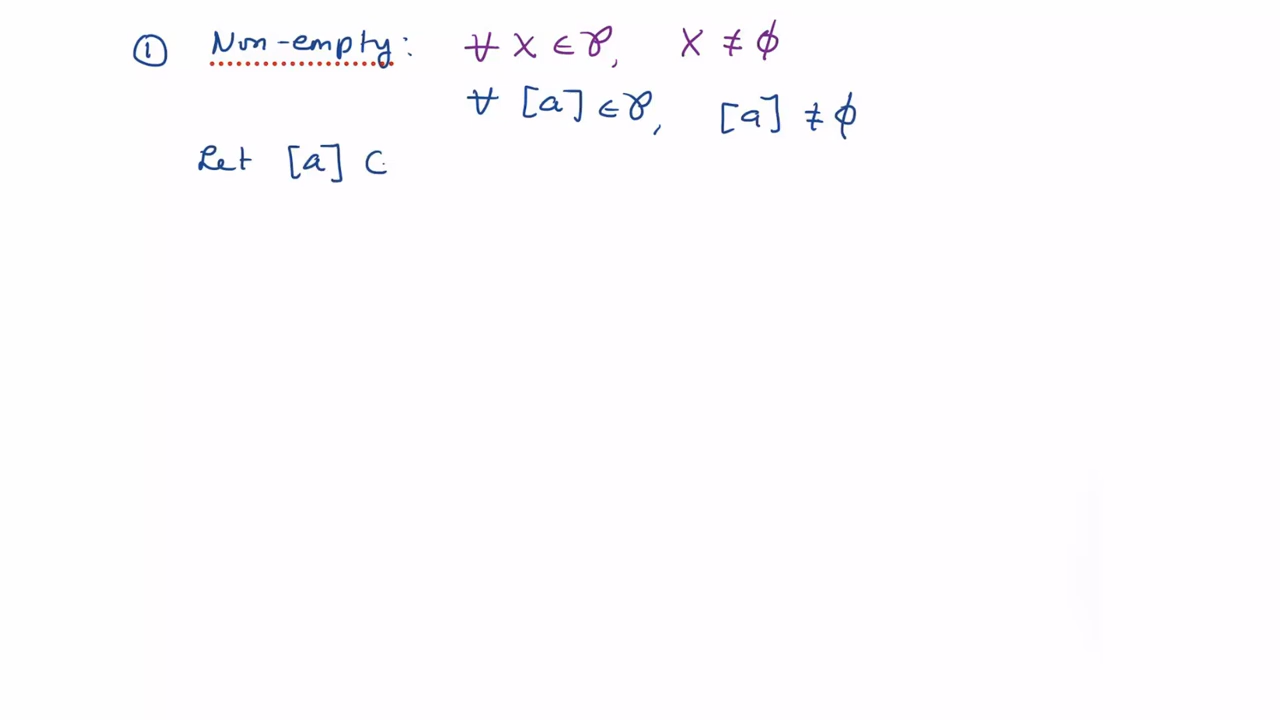 ① Non-empty: ∀ X ∈ 𝒫, X ≠ ϕ
∀ [a] ∈ 𝒫, [a] ≠ ϕ
Let [a] C